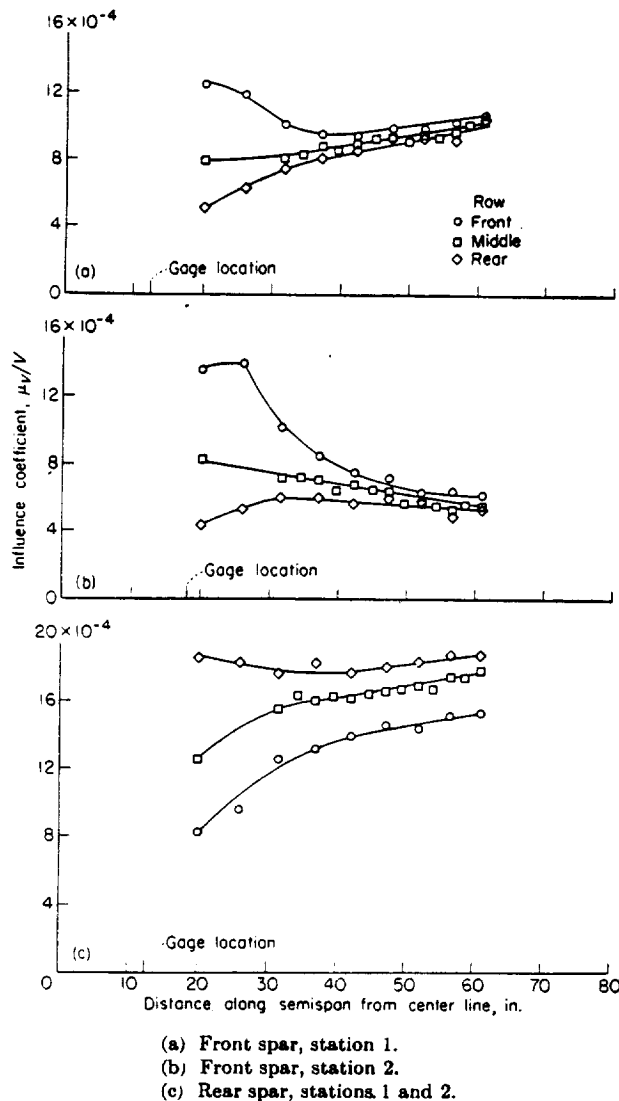 16×10⁻⁴
12
8
4
0
(a)
Gage location
Row
Front
Middle
Rear
16×10⁻⁴
12
8
4
0
(b)
Gage location
Influence coefficient, μᵥ/V
20×10⁻⁴
16
12
8
4
0
(c)
Gage location
10 20 30 40 50 60 70 80
Distance along semispan from center line, in.
(a) Front spar, station 1.
(b) Front spar, station 2.
(c) Rear spar, stations 1 and 2.